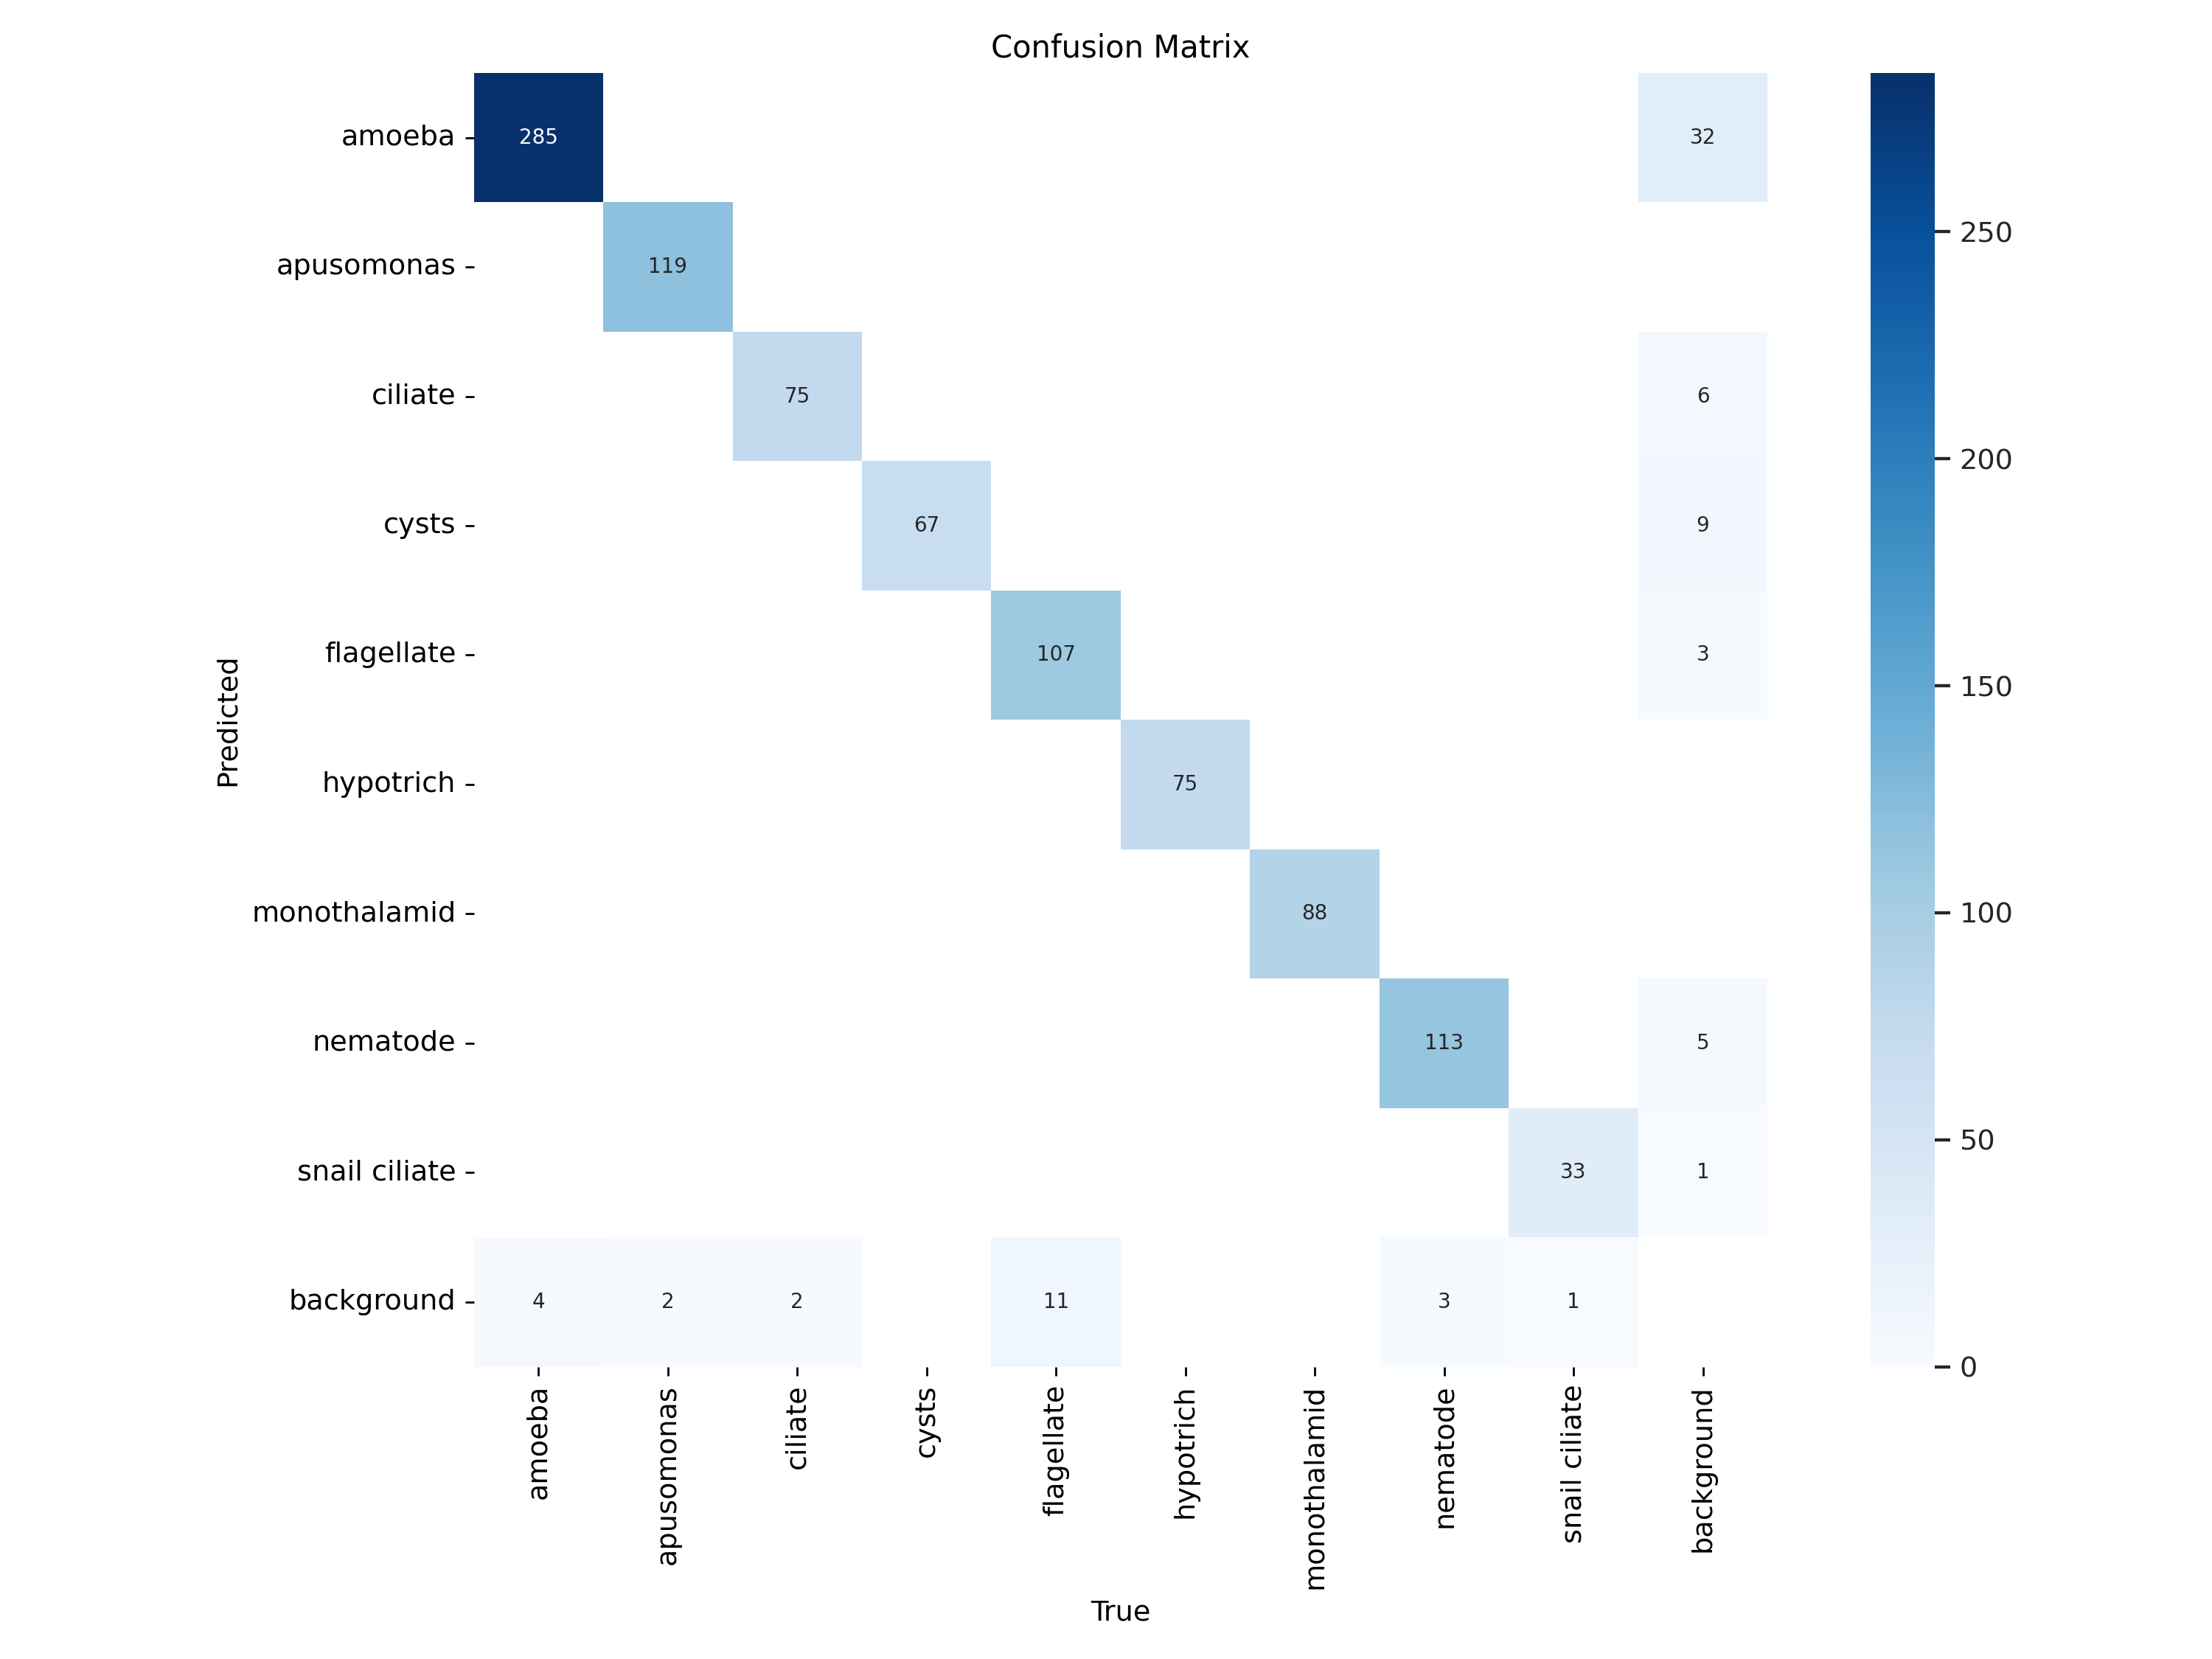 Confusion Matrix
amoeba
285
32
apusomonas
119
ciliate
75
6
cysts
67
9
flagellate
107
3
hypotrich
75
monothalamid
88
nematode
113
5
snail ciliate
33
1
background
4
2
2
11
3
1
Predicted
amoeba
apusomonas
ciliate
cysts
flagellate
hypotrich
monothalamid
nematode
snail ciliate
background
True
250
200
150
100
50
0